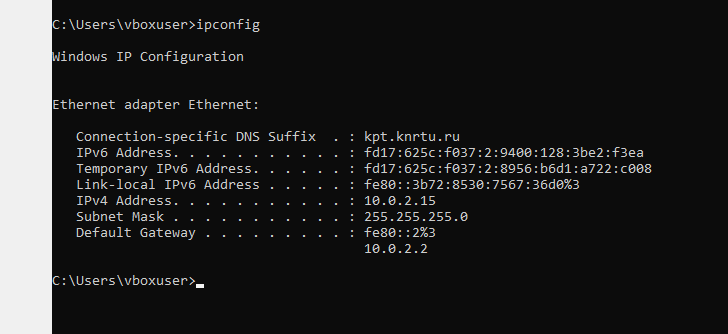 C:\Users\vboxuser>ipconfig
Windows IP Configuration
Ethernet adapter Ethernet:
Connection-specific DNS Suffix  . : kpt.knrtu.ru
IPv6 Address. . . . . . . . . . . : fd17:625c:f037:2:9400:128:3be2:f3ea
Temporary IPv6 Address. . . . . . : fd17:625c:f037:2:8956:b6d1:a722:c008
Link-local IPv6 Address . . . . . : fe80::3b72:8530:7567:36d0%3
IPv4 Address. . . . . . . . . . . : 10.0.2.15
Subnet Mask . . . . . . . . . . . : 255.255.255.0
Default Gateway . . . . . . . . . : fe80::2%3
10.0.2.2
C:\Users\vboxuser>